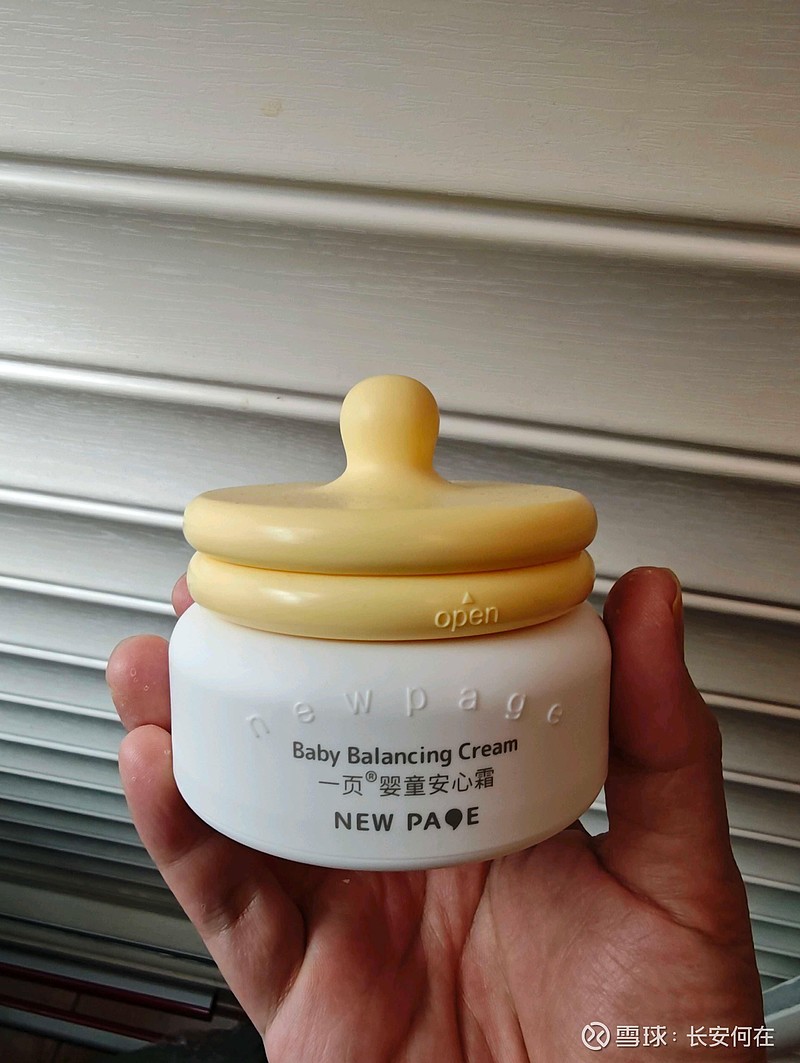 open
newpage
Baby Balancing Cream
一页®婴童安心霜
NEW PAGE
雪球：长安何在